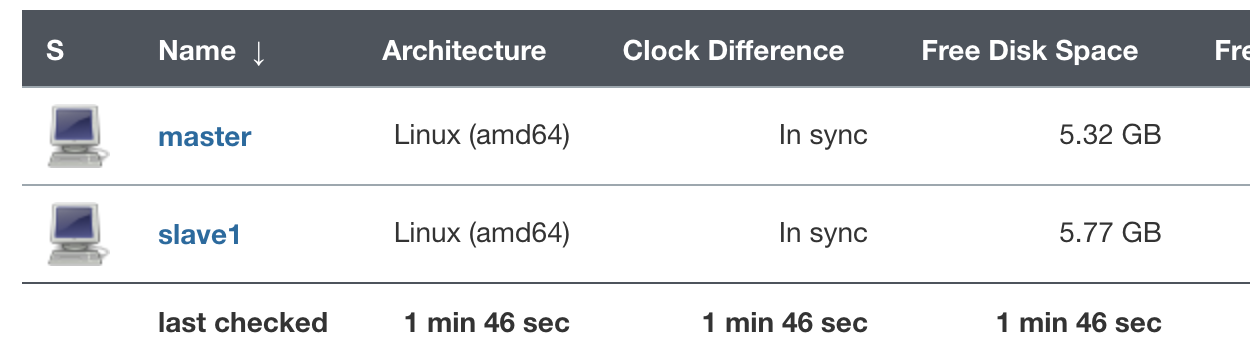 S Name ↓ Architecture Clock Difference Free Disk Space Fre
master Linux (amd64) In sync 5.32 GB
slave1 Linux (amd64) In sync 5.77 GB
last checked 1 min 46 sec 1 min 46 sec 1 min 46 sec